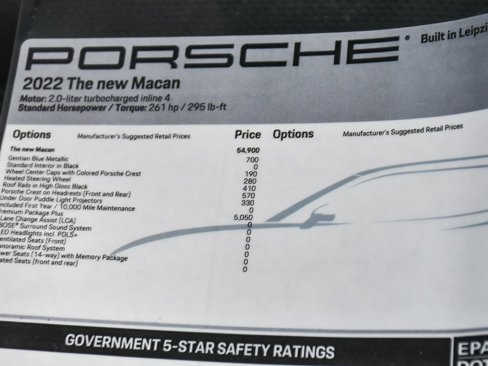 PORSCHE®
Built in Leipzi
2022 The new Macan
Motor: 2.0-liter turbocharged inline 4
Standard Horsepower / Torque: 261 hp / 295 lb-ft
Options Manufacturer's Suggested Retail Prices Price Options Manufacturer's Suggested Retail Prices
The new Macan 54,900
Gentian Blue Metallic 700
Standard Interior in Black 0
Wheel Center Caps with Colored Porsche Crest 190
Heated Steering Wheel 280
Roof Rails in High Gloss Black 410
Porsche Crest on Headrests (Front and Rear) 570
Under Door Puddle Light Projectors 330
Included First Year / 10,000 Mile Maintenance 0
Premium Package Plus 5,050
Lane Change Assist (LCA) 0
BOSE® Surround Sound System 0
LED Headlights incl. PDLS+ 0
entilated Seats (Front) 0
anoramic Roof System 0
wer Seats (14-way) with Memory Package 0
ated Seats (front and rear) 0
GOVERNMENT 5-STAR SAFETY RATINGS
EPA
DOT